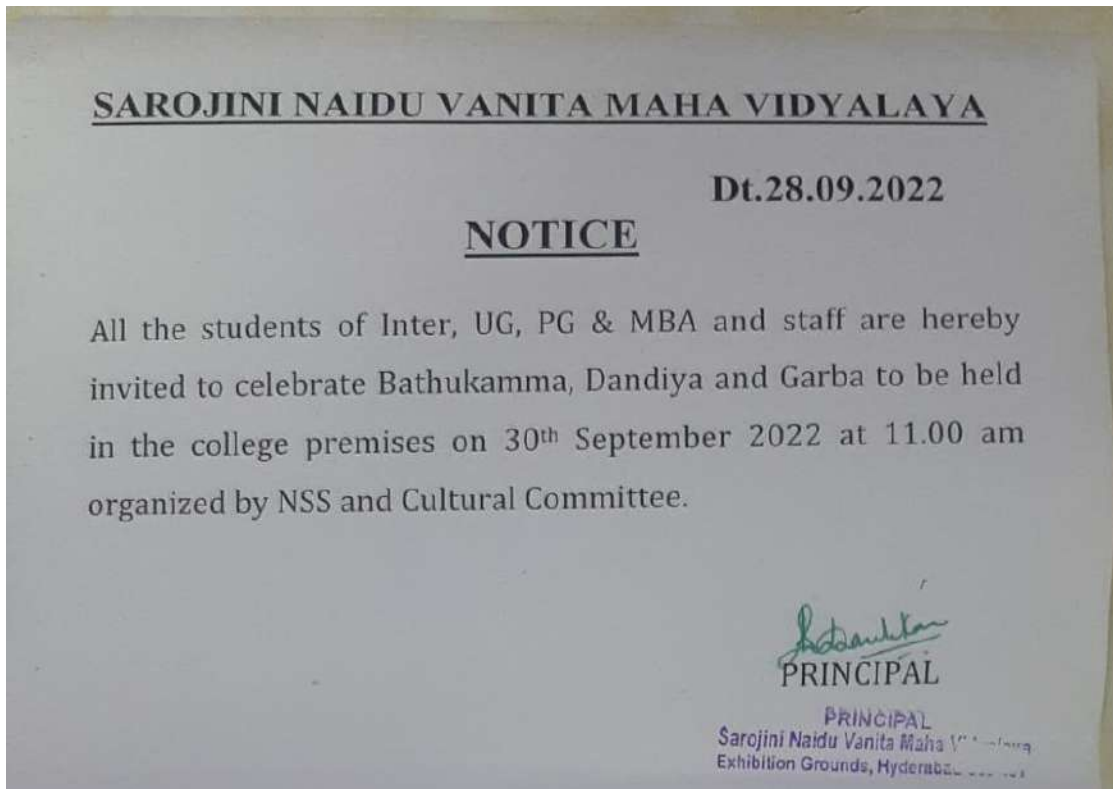 SAROJINI NAIDU VANITA MAHA VIDYALAYA
Dt.28.09.2022
NOTICE
All the students of Inter, UG, PG & MBA and staff are hereby
invited to celebrate Bathukamma, Dandiya and Garba to be held
in the college premises on 30th September 2022 at 11.00 am
organized by NSS and Cultural Committee.
PRINCIPAL
PRINCIPAL
Sarojini Naidu Vanita Maha
Exhibition Grounds,